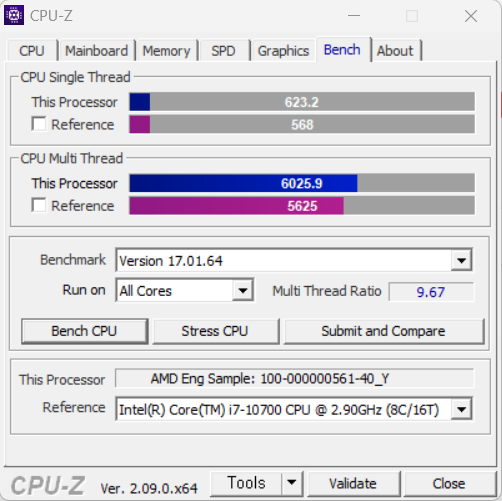 CPU-Z
CPU Mainboard Memory SPD Graphics Bench About
CPU Single Thread
This Processor 623.2
Reference 568
CPU Multi Thread
This Processor 6025.9
Reference 5625
Benchmark Version 17.01.64
Run on All Cores Multi Thread Ratio 9.67
Bench CPU Stress CPU Submit and Compare
This Processor AMD Eng Sample: 100-000000561-40_Y
Reference Intel(R) Core(TM) i7-10700 CPU @ 2.90GHz (8C/16T)
CPU-Z Ver. 2.09.0.x64 Tools Validate Close